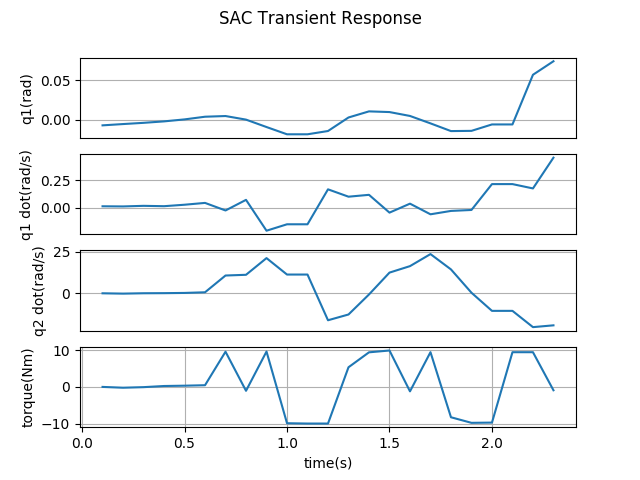 SAC Transient Response
q1(rad)
0.05
0.00
q1 dot(rad/s)
0.25
0.00
q2 dot(rad/s)
25
0
torque(Nm)
10
0
−10
0.0 0.5 1.0 1.5 2.0
time(s)